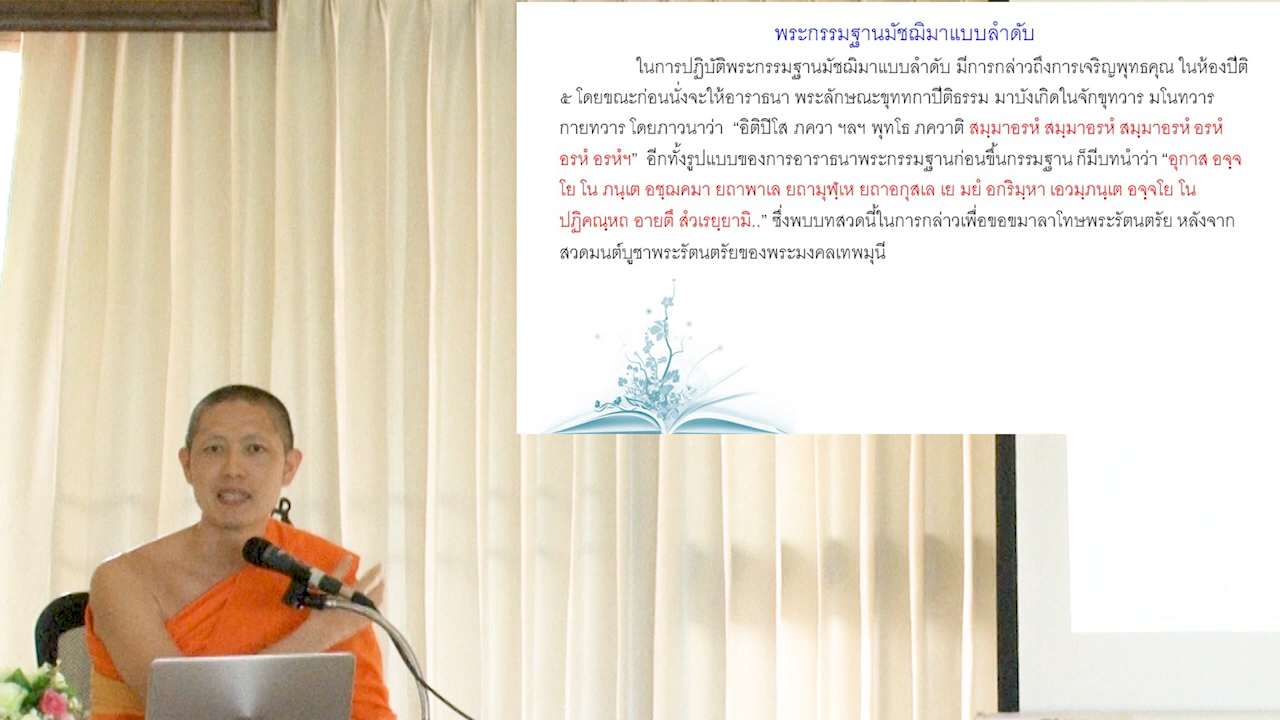 พระกรรมฐานมัชฌิมาแบบลำดับ
ในการปฏิบัติพระกรรมฐานมัชฌิมาแบบลำดับ มีการกล่าวถึงการเจริญพุทธคุณ ในห้องปีติ
๕ โดยขณะก่อนนั่งจะให้อาราธนา พระลักษณะขุททกาปีติธรรม มาบังเกิดในจักขุทวาร มโนทวาร
กายทวาร โดยภาวนาว่า “อิติปิโส ภควา ฯลฯ พุทโธ ภควาติ สมฺมาอรหํ สมฺมาอรหํ สมฺมาอรหํ อรหํ
อรหํ อรหํฯ” อีกทั้งรูปแบบของการอาราธนาพระกรรมฐานก่อนขึ้นกรรมฐาน ก็มีบทนำว่า “อุกาส อจฺจ
โย โน ภนฺเต อชฺฌคมา ยถาพาเล ยถามุฬฺเห ยถาอกุสเล เย มยํ อกริมฺหา เอวมฺภนฺเต อจฺจโย โน
ปฏิคณฺหถ อายตึ สํวเรยฺยามิ..” ซึ่งพบบทสวดนี้ในการกล่าวเพื่อขอขมาลาโทษพระรัตนตรัย หลังจาก
สวดมนต์บูชาพระรัตนตรัยของพระมงคลเทพมุนี